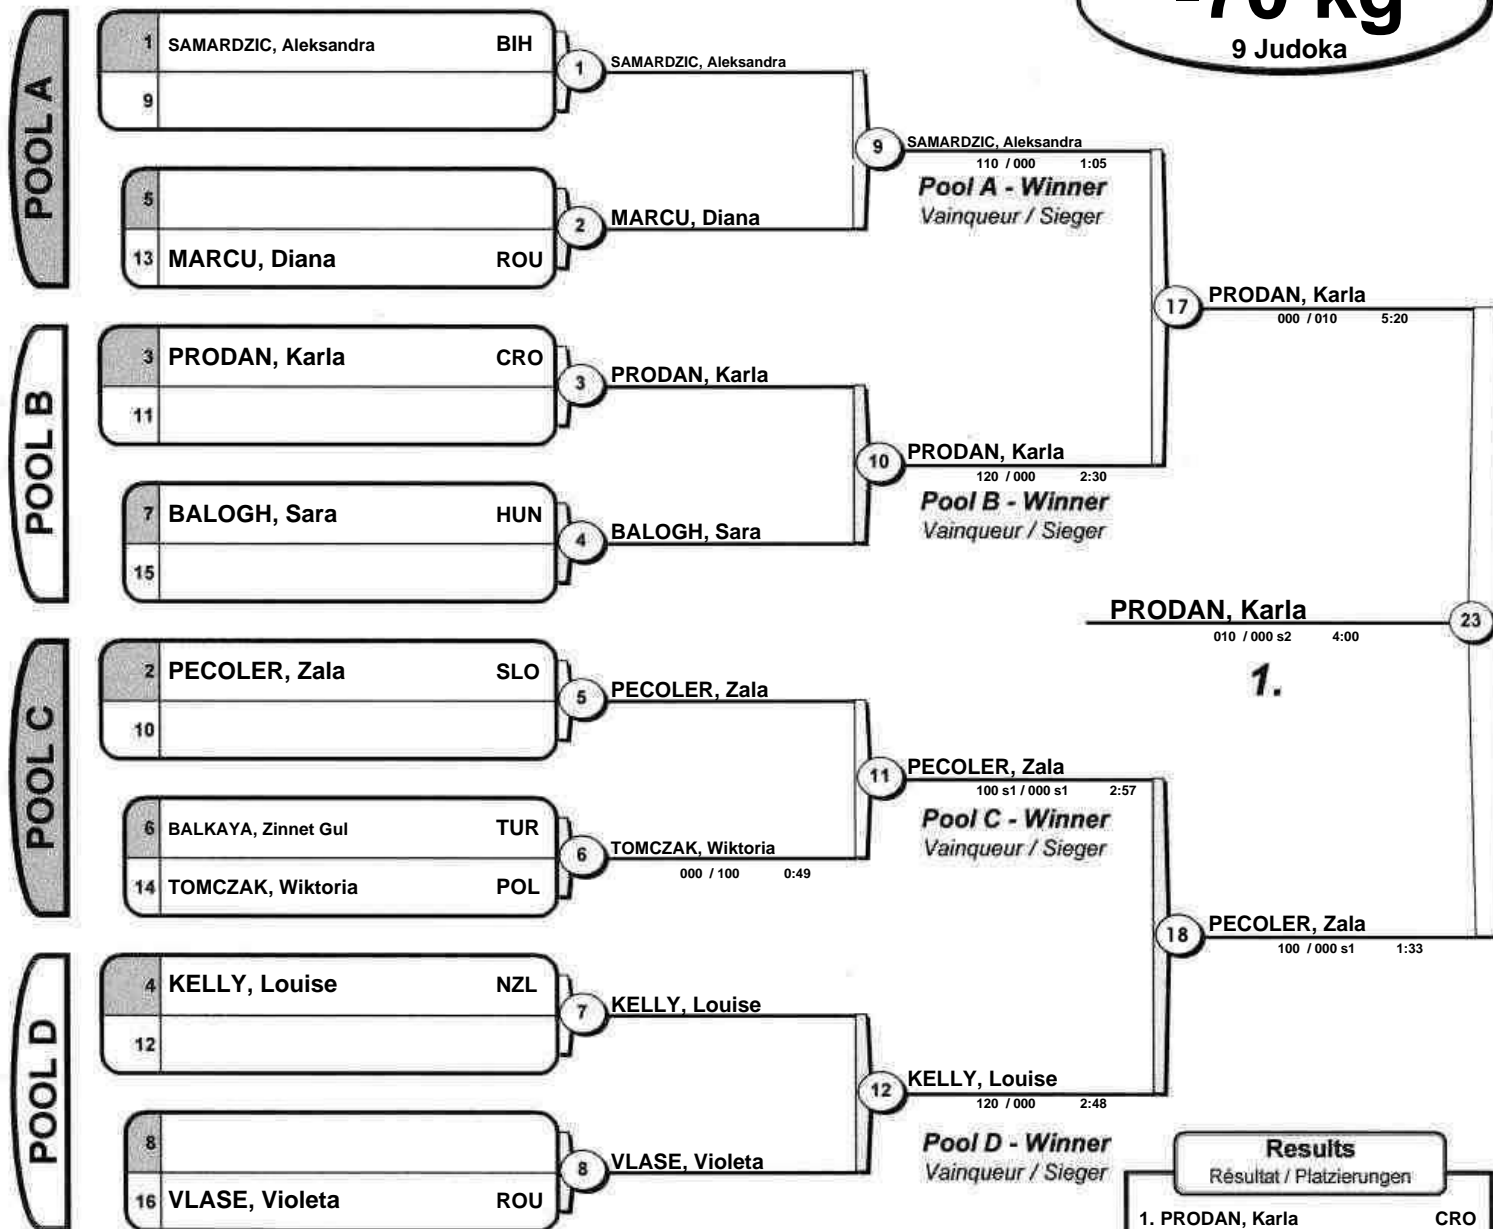 -70 kg
9 Judoka
POOL A
1 SAMARDZIC, Aleksandra BIH
9
1 SAMARDZIC, Aleksandra
5
13 MARCU, Diana ROU
2 MARCU, Diana
9 SAMARDZIC, Aleksandra
110 / 000 1:05
Pool A - Winner
Vainqueur / Sieger
POOL B
3 PRODAN, Karla CRO
11
3 PRODAN, Karla
7 BALOGH, Sara HUN
15
4 BALOGH, Sara
10 PRODAN, Karla
120 / 000 2:30
Pool B - Winner
Vainqueur / Sieger
17 PRODAN, Karla
000 / 010 5:20
PRODAN, Karla 23
010 / 000 s2 4:00
1.
POOL C
2 PECOLER, Zala SLO
10
5 PECOLER, Zala
6 BALKAYA, Zinnet Gul TUR
14 TOMCZAK, Wiktoria POL
6 TOMCZAK, Wiktoria
000 / 100 0:49
11 PECOLER, Zala
100 s1 / 000 s1 2:57
Pool C - Winner
Vainqueur / Sieger
18 PECOLER, Zala
100 / 000 s1 1:33
POOL D
4 KELLY, Louise NZL
12
7 KELLY, Louise
8
16 VLASE, Violeta ROU
8 VLASE, Violeta
12 KELLY, Louise
120 / 000 2:48
Pool D - Winner
Vainqueur / Sieger
Results
Résultat / Platzierungen
1. PRODAN, Karla CRO